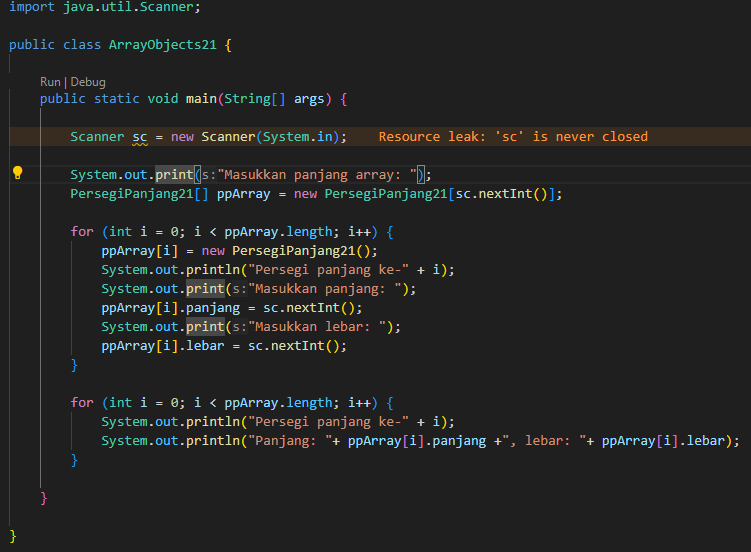 import java.util.Scanner;
public class ArrayObjects21 {
Run | Debug
public static void main(String[] args) {
Scanner sc = new Scanner(System.in);    Resource leak: 'sc' is never closed
System.out.print(s:"Masukkan panjang array: ");
PersegiPanjang21[] ppArray = new PersegiPanjang21[sc.nextInt()];
for (int i = 0; i < ppArray.length; i++) {
ppArray[i] = new PersegiPanjang21();
System.out.println("Persegi panjang ke-" + i);
System.out.print(s:"Masukkan panjang: ");
ppArray[i].panjang = sc.nextInt();
System.out.print(s:"Masukkan lebar: ");
ppArray[i].lebar = sc.nextInt();
}
for (int i = 0; i < ppArray.length; i++) {
System.out.println("Persegi panjang ke-" + i);
System.out.println("Panjang: "+ ppArray[i].panjang +", lebar: "+ ppArray[i].lebar);
}
}
}